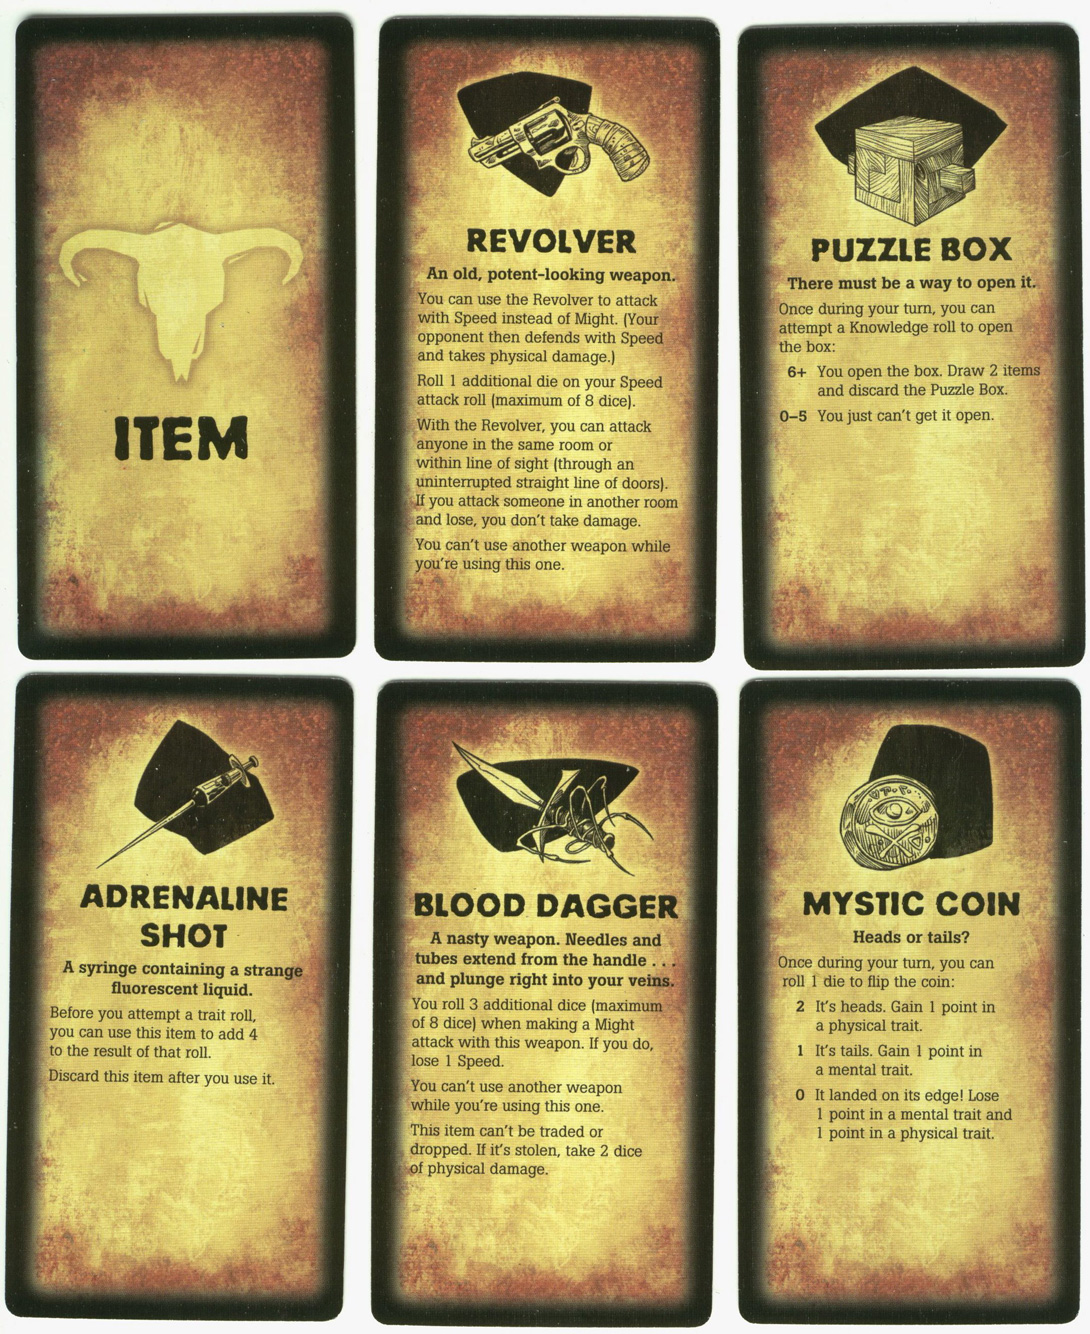 ITEM
REVOLVER
An old, potent-looking weapon.
You can use the Revolver to attack
with Speed instead of Might. (Your
opponent then defends with Speed
and takes physical damage.)
Roll 1 additional die on your Speed
attack roll (maximum of 8 dice).
With the Revolver, you can attack
anyone in the same room or
within line of sight (through an
uninterrupted straight line of doors).
If you attack someone in another room
and lose, you don't take damage.
You can't use another weapon while
you're using this one.
PUZZLE BOX
There must be a way to open it.
Once during your turn, you can
attempt a Knowledge roll to open
the box:
6+ You open the box. Draw 2 items
and discard the Puzzle Box.
0–5 You just can't get it open.
ADRENALINE
SHOT
A syringe containing a strange
fluorescent liquid.
Before you attempt a trait roll,
you can use this item to add 4
to the result of that roll.
Discard this item after you use it.
BLOOD DAGGER
A nasty weapon. Needles and
tubes extend from the handle . . .
and plunge right into your veins.
You roll 3 additional dice (maximum
of 8 dice) when making a Might
attack with this weapon. If you do,
lose 1 Speed.
You can't use another weapon
while you're using this one.
This item can't be traded or
dropped. If it's stolen, take 2 dice
of physical damage.
MYSTIC COIN
Heads or tails?
Once during your turn, you can
roll 1 die to flip the coin:
2 It's heads. Gain 1 point in
a physical trait.
1 It's tails. Gain 1 point in
a mental trait.
0 It landed on its edge! Lose
1 point in a mental trait and
1 point in a physical trait.